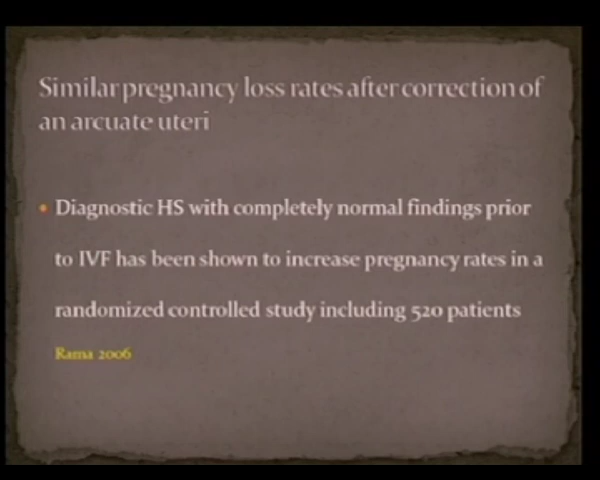 Similar pregnancy loss rates after correction of
an arcuate uteri
Diagnostic HS with completely normal findings prior
to IVF has been shown to increase pregnancy rates in a
randomized controlled study including 520 patients
Rama 2006